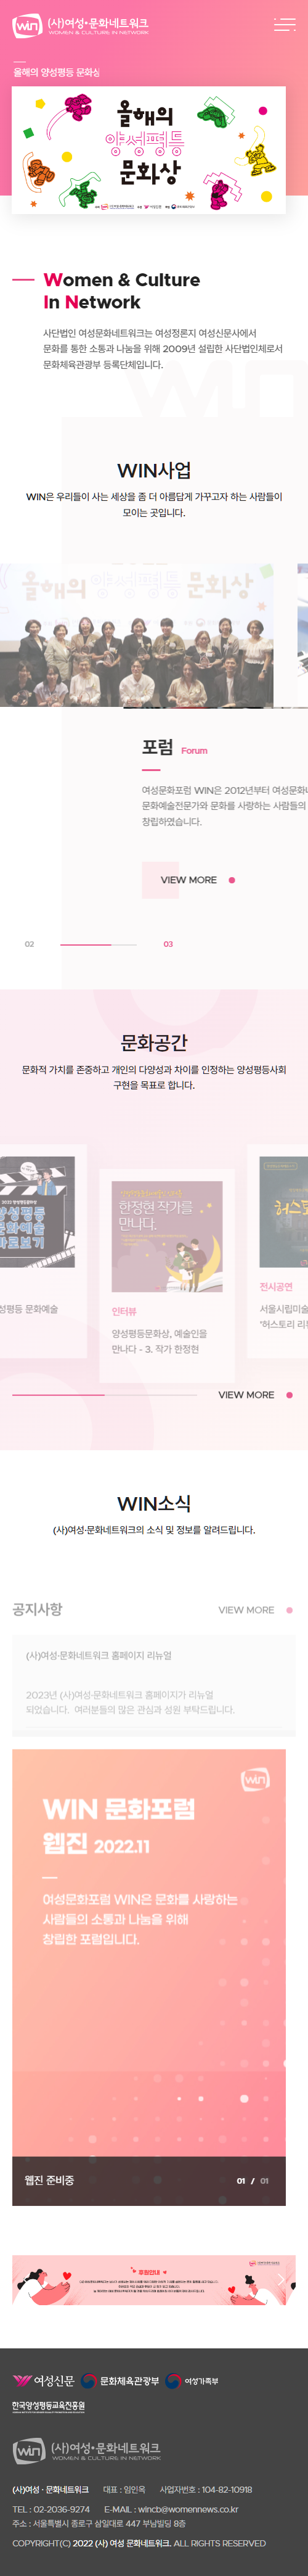 win (사)여성·문화네트워크
WOMEN & CULTURE IN NETWORK
올해의 양성평등 문화상
올해의
양성평등
문화상
Women & Culture
In Network
사단법인 여성문화네트워크는 여성정론지 여성신문사에서
문화를 통한 소통과 나눔을 위해 2009년 설립한 사단법인체로서
문화체육관광부 등록단체입니다.
WIN
WIN사업
WIN은 우리들이 사는 세상을 좀 더 아름답게 가꾸고자 하는 사람들이
모이는 곳입니다.
올해의 양성평등 문화상
포럼 Forum
여성문화포럼 WIN은 2012년부터 여성문화네
문화예술전문가와 문화를 사랑하는 사람들의
창립하였습니다.
VIEW MORE
02 03
문화공간
문화적 가치를 존중하고 개인의 다양성과 차이를 인정하는 양성평등사회
구현을 목표로 합니다.
한정현 작가를
만나다.
인터뷰
양성평등문화상, 예술인을
만나다 - 3. 작가 한정현
성평등 문화예술
전시공연
서울시립미술
"허스토리 리뷰
VIEW MORE
WIN소식
(사)여성·문화네트워크의 소식 및 정보를 알려드립니다.
공지사항 VIEW MORE
(사)여성·문화네트워크 홈페이지 리뉴얼
2023년 (사)여성·문화네트워크 홈페이지가 리뉴얼
되었습니다. 여러분들의 많은 관심과 성원 부탁드립니다.
win
WIN 문화포럼
웹진 2022.11
여성문화포럼 WIN은 문화를 사랑하는
사람들의 소통과 나눔을 위해
창립한 포럼입니다.
웹진 준비중 01 / 01
후원안내
여성신문 문화체육관광부 여성가족부
한국양성평등교육진흥원
win (사)여성·문화네트워크
WOMEN & CULTURE IN NETWORK
(사)여성·문화네트워크 대표 : 임인옥 사업자번호 : 104-82-10918
TEL : 02-2036-9274 E-MAIL : wincb@womennews.co.kr
주소 : 서울특별시 종로구 삼일대로 447 부남빌딩 8층
COPYRIGHT(C) 2022 (사) 여성 문화네트워크. ALL RIGHTS RESERVED